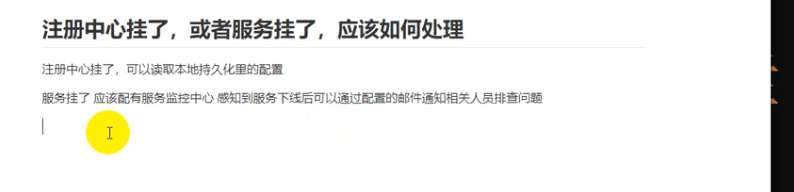 注册中心挂了，或者服务挂了，应该如何处理
注册中心挂了，可以读取本地持久化里的配置
服务挂了 应该配有服务监控中心 感知到服务下线后可以通过配置的邮件通知相关人员排查问题